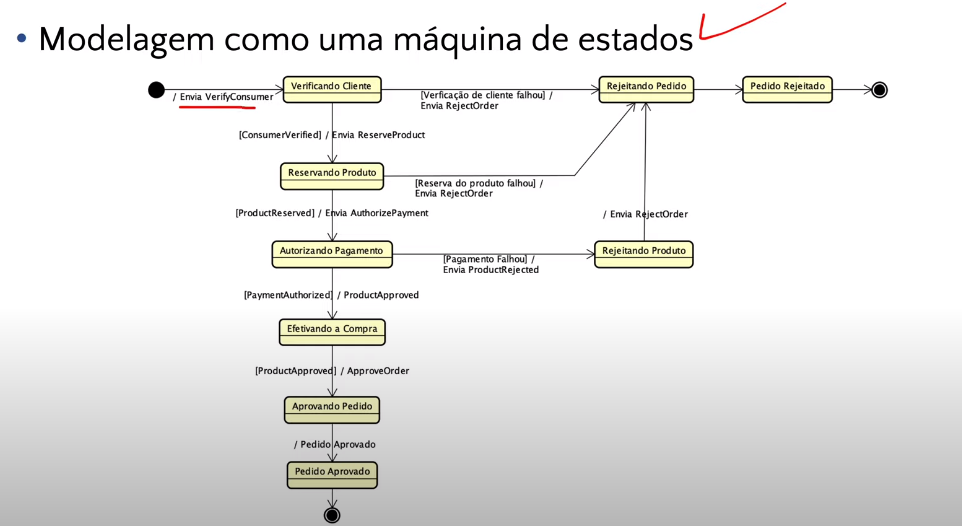 • Modelagem como uma máquina de estados
Verificando Cliente
Rejeitando Pedido
Pedido Rejeitado
/ Envia VerifyConsumer
[Verficação de cliente falhou] /
Envia RejectOrder
[ConsumerVerified] / Envia ReserveProduct
Reservando Produto
[Reserva do produto falhou] /
Envia RejectOrder
[ProductReserved] / Envia AuthorizePayment
/ Envia RejectOrder
Autorizando Pagamento
Rejeitando Produto
[Pagamento Falhou] /
Envia ProductRejected
[PaymentAuthorized] / ProductApproved
Efetivando a Compra
[ProductApproved] / ApproveOrder
Aprovando Pedido
/ Pedido Aprovado
Pedido Aprovado